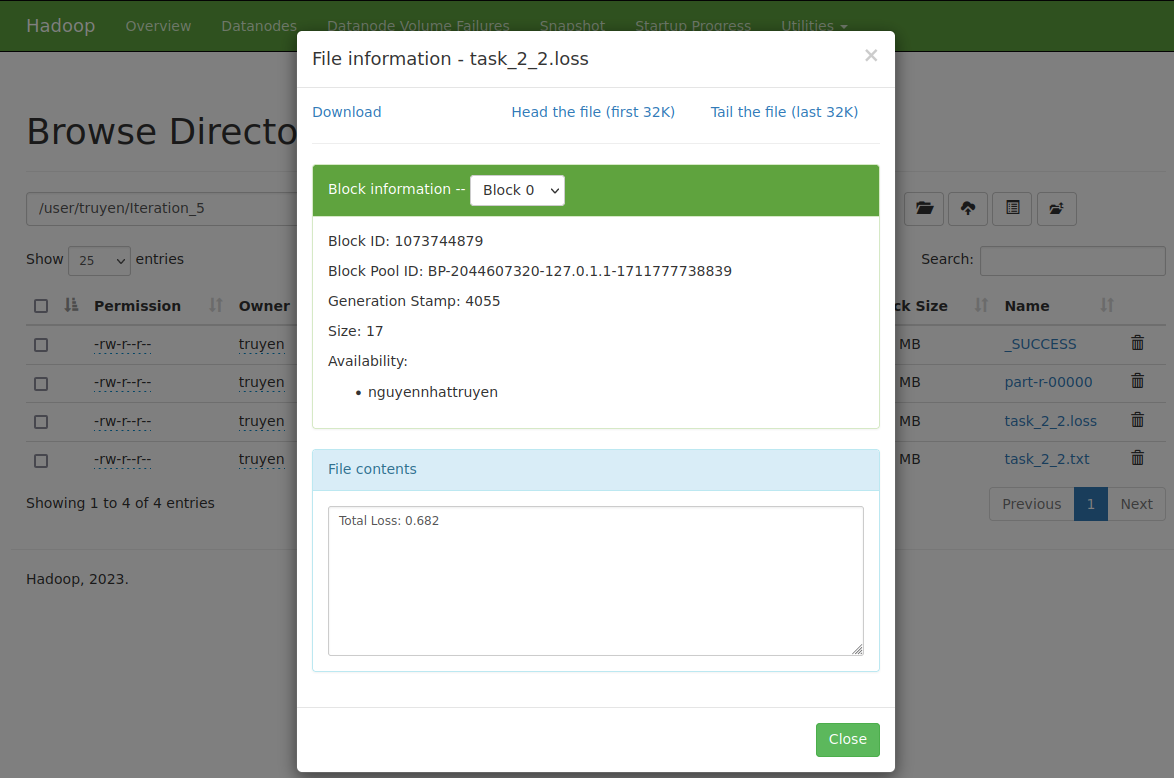 Hadoop Overview Datanodes Datanode Volume Failures Snapshot Startup Progress Utilities
File information - task_2_2.loss ×
Download Head the file (first 32K) Tail the file (last 32K)
Browse Directo
Block information -- Block 0
/user/truyen/Iteration_5
Block ID: 1073744879
Block Pool ID: BP-2044607320-127.0.1.1-1711777738839
Generation Stamp: 4055
Size: 17
Availability:
• nguyennhattruyen
Show 25 entries Search:
Permission Owner ck Size Name
-rw-r--r-- truyen MB _SUCCESS
-rw-r--r-- truyen MB part-r-00000
-rw-r--r-- truyen MB task_2_2.loss
-rw-r--r-- truyen MB task_2_2.txt
Showing 1 to 4 of 4 entries Previous 1 Next
File contents
Total Loss: 0.682
Hadoop, 2023.
Close